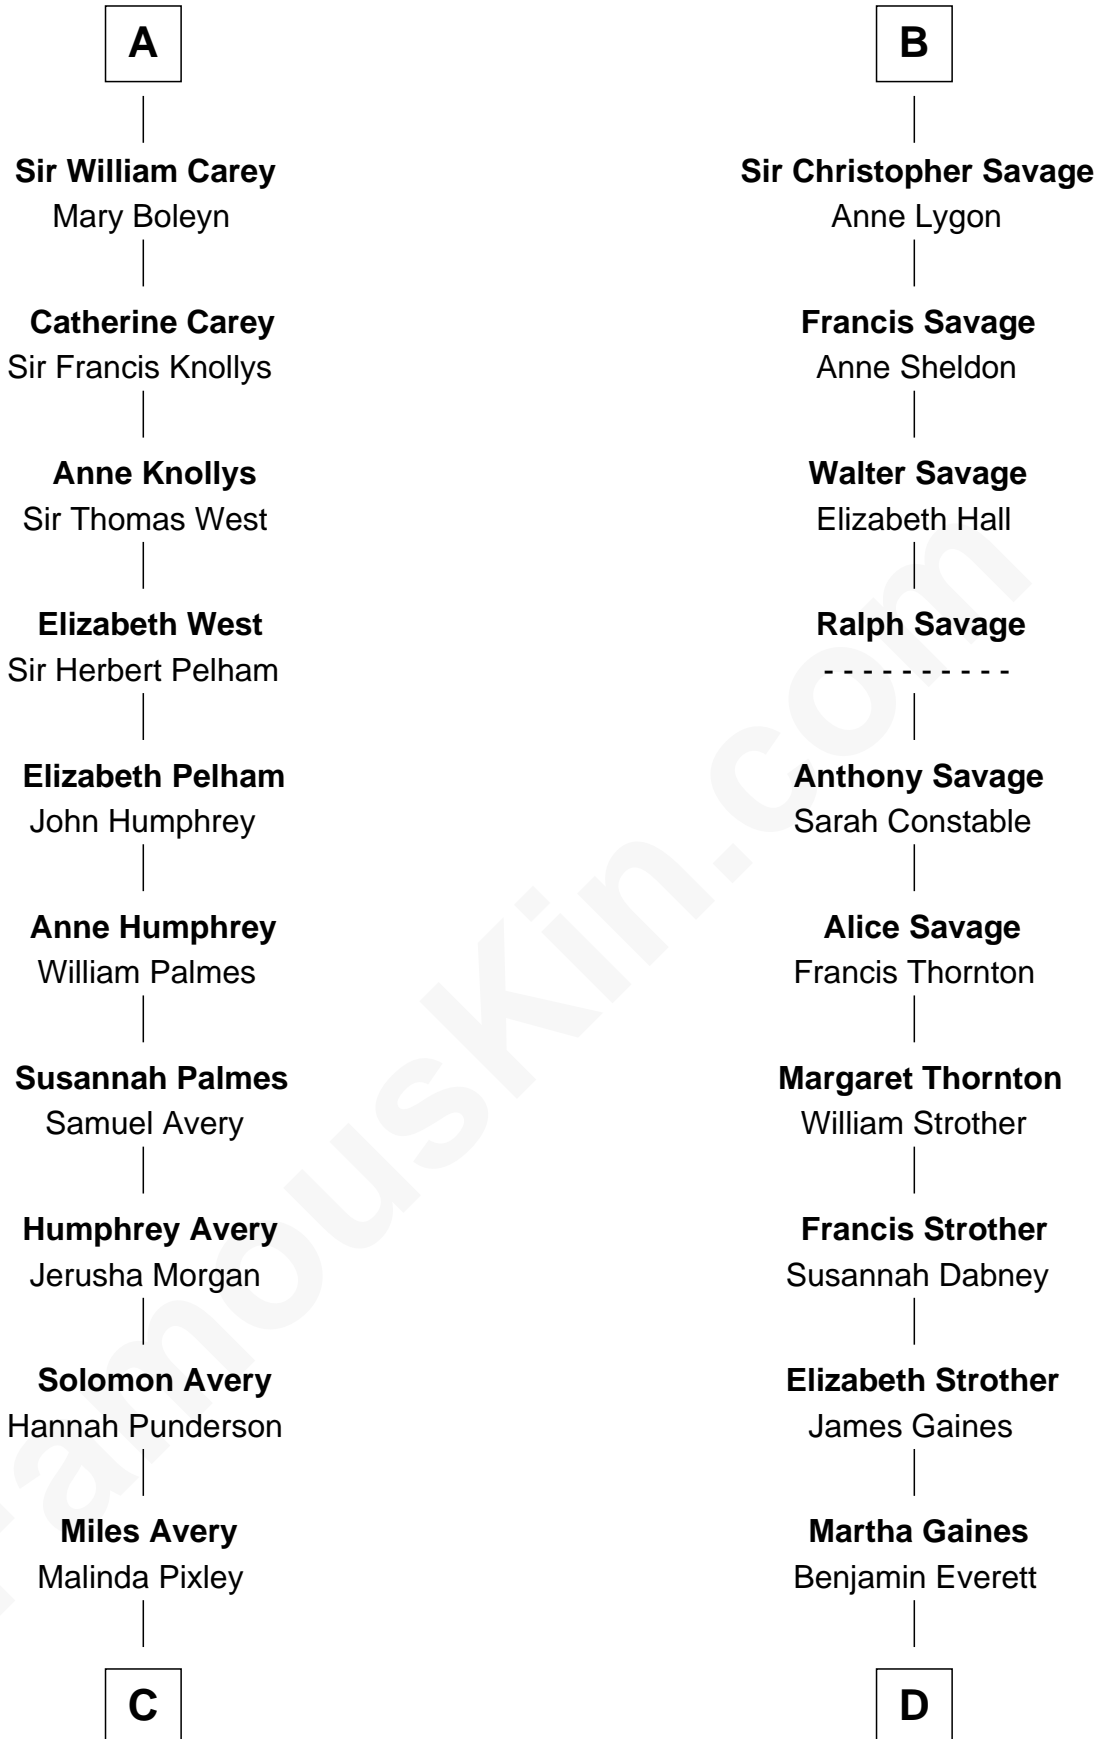 A
Sir William Carey
Mary Boleyn
Catherine Carey
Sir Francis Knollys
Anne Knollys
Sir Thomas West
Elizabeth West
Sir Herbert Pelham
Elizabeth Pelham
John Humphrey
Anne Humphrey
William Palmes
Susannah Palmes
Samuel Avery
Humphrey Avery
Jerusha Morgan
Solomon Avery
Hannah Punderson
Miles Avery
Malinda Pixley
C
B
Sir Christopher Savage
Anne Lygon
Francis Savage
Anne Sheldon
Walter Savage
Elizabeth Hall
Ralph Savage
- - - - - - - - - -
Anthony Savage
Sarah Constable
Alice Savage
Francis Thornton
Margaret Thornton
William Strother
Francis Strother
Susannah Dabney
Elizabeth Strother
James Gaines
Martha Gaines
Benjamin Everett
D
FamousKin.com